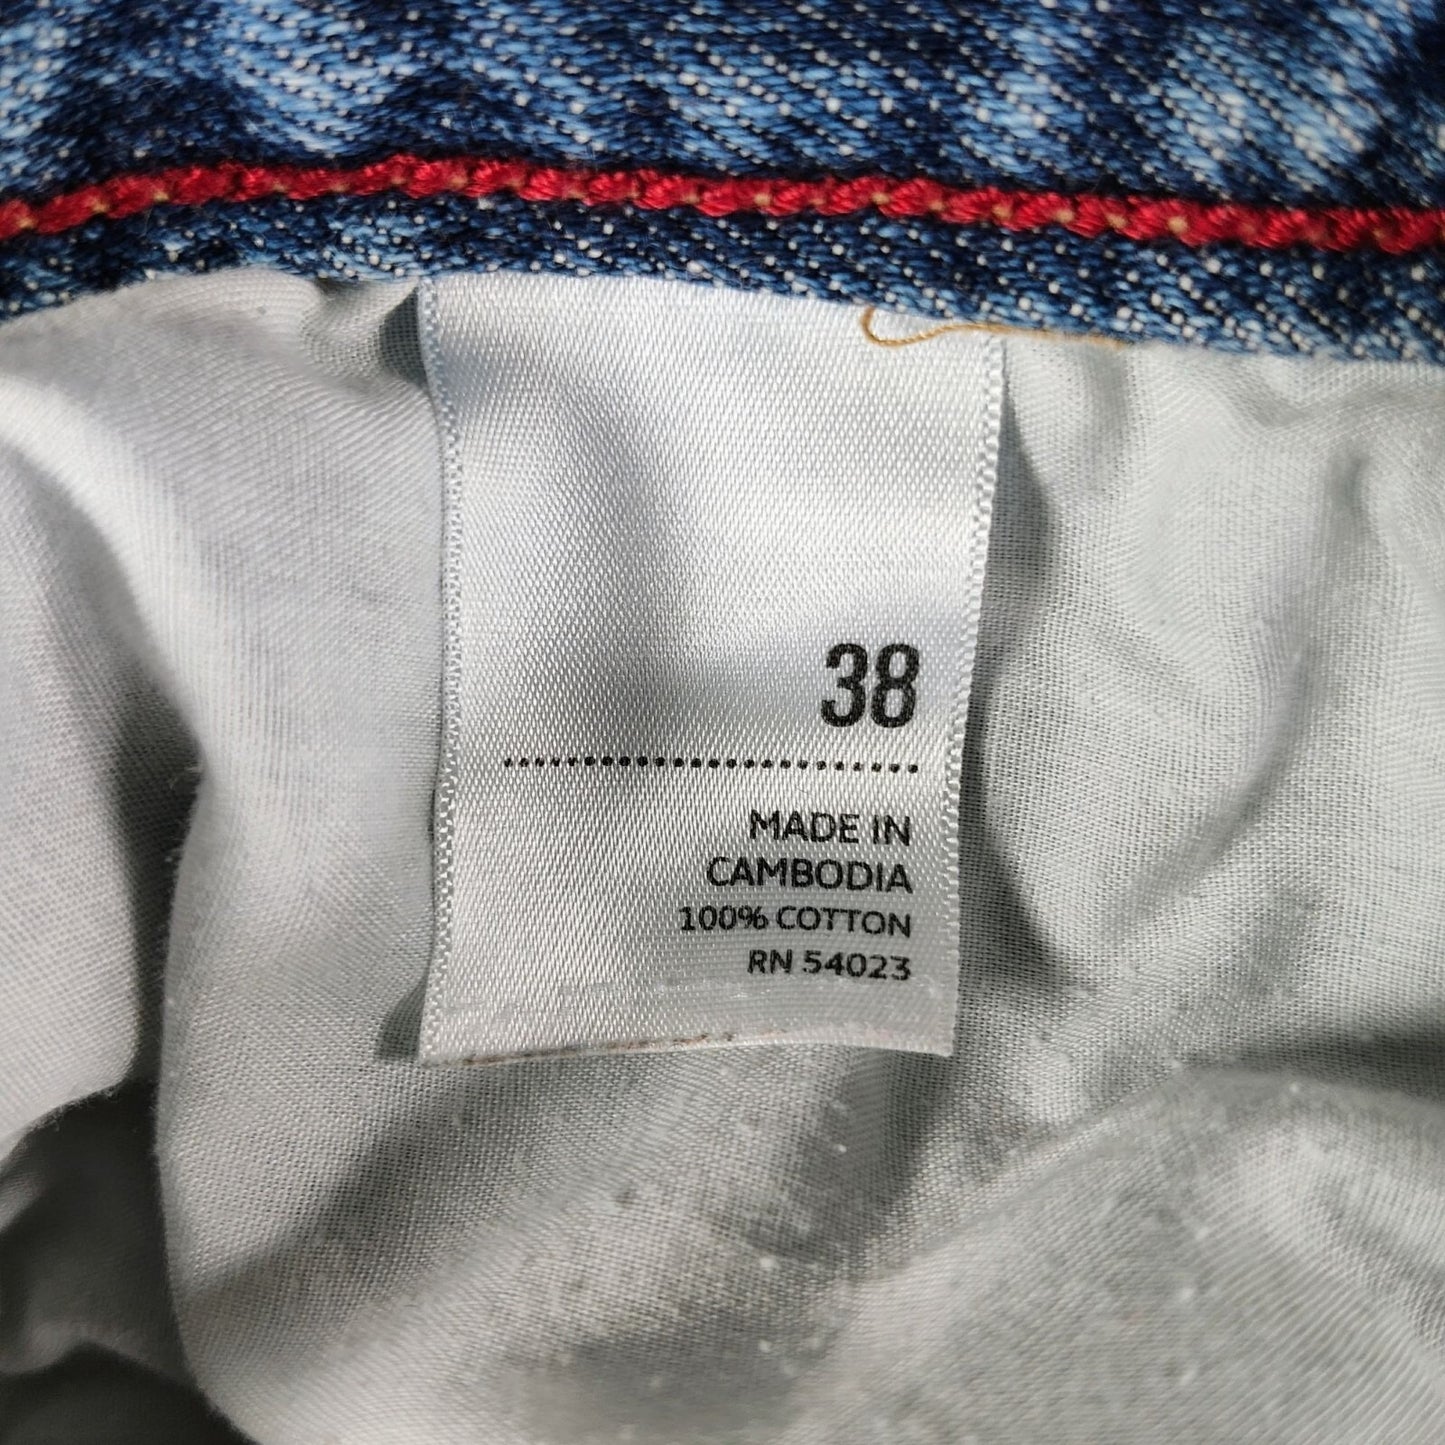 38
MADE IN
CAMBODIA
100% COTTON
RN 54023